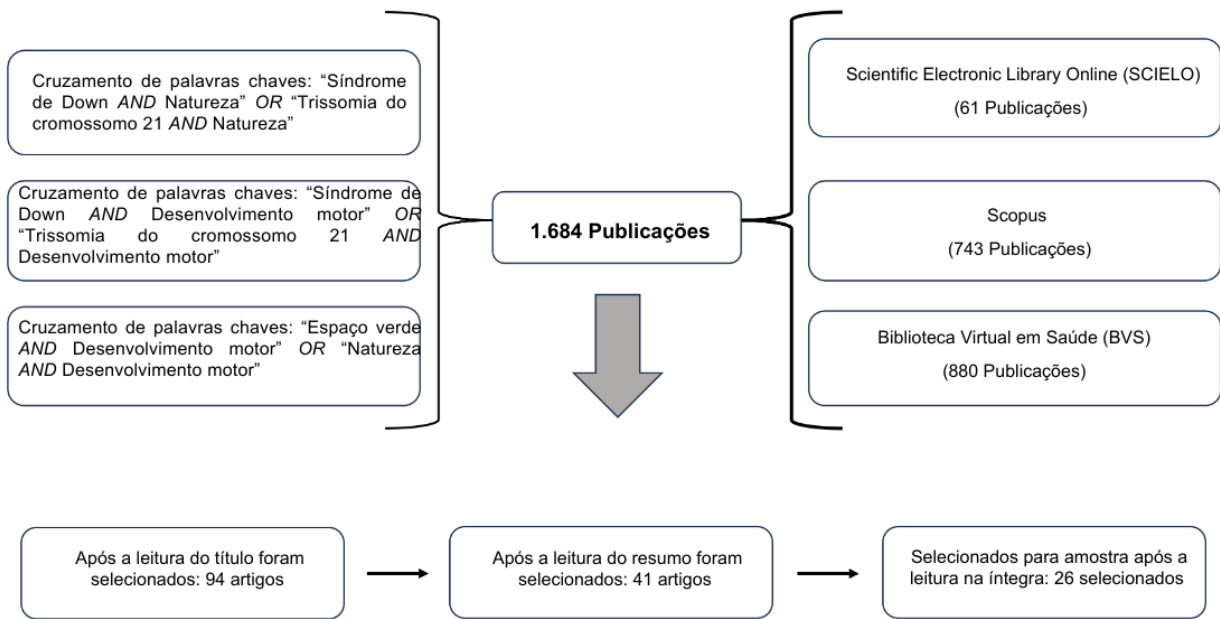 Cruzamento de palavras chaves: “Síndrome
de Down AND Natureza” OR “Trissomia do
cromossomo 21 AND Natureza”
Cruzamento de palavras chaves: “Síndrome de
Down AND Desenvolvimento motor” OR
“Trissomia do cromossomo 21 AND
Desenvolvimento motor”
Cruzamento de palavras chaves: “Espaço verde
AND Desenvolvimento motor” OR “Natureza
AND Desenvolvimento motor”
1.684 Publicações
Scientific Electronic Library Online (SCIELO)
(61 Publicações)
Scopus
(743 Publicações)
Biblioteca Virtual em Saúde (BVS)
(880 Publicações)
Após a leitura do título foram
selecionados: 94 artigos
Após a leitura do resumo foram
selecionados: 41 artigos
Selecionados para amostra após a
leitura na íntegra: 26 selecionados